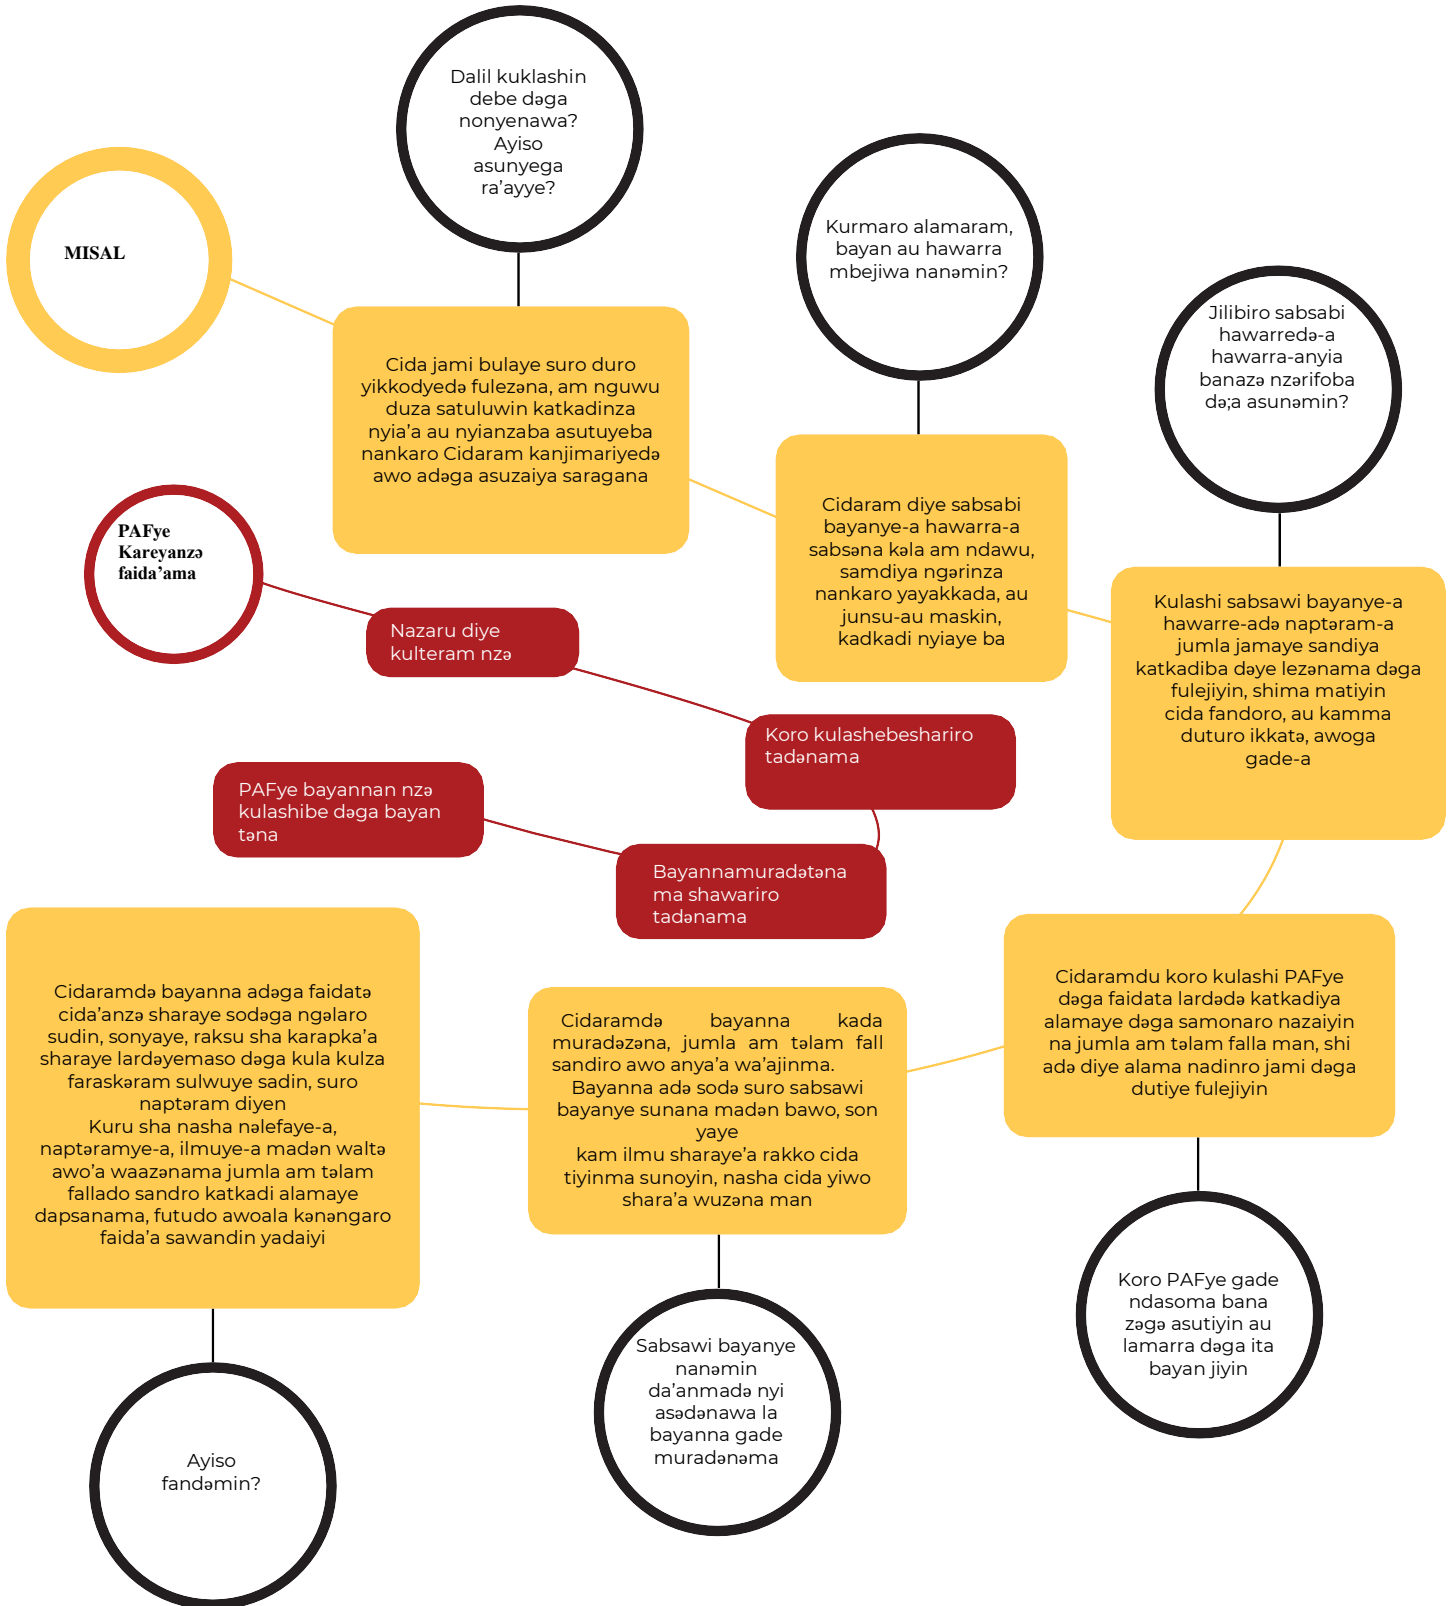 MISAL
Dalil kuklashin
debe dəga
nonyenawa?
Ayiso
asunyega
ra’ayye?
Cida jami bulaye suro duro
yikkodyedə fulezəna, am nguwu
duza satuluwin katkadinza
nyia’a au nyianzaba asutuyeba
nankaro Cidaram kanjimariyedə
awo adəga asuzaiya saragana
Kurmaro alamaram,
bayan au hawarra
mbejiwa nanəmin?
Cidaram diye sabsabi
bayanye-a hawarra-a
sabsəna kəla am ndawu,
samdiya ngərinza
nankaro yayakkada, au
junsu-au maskin,
kadkadi nyiaye ba
Jilibiro sabsabi
hawarredə-a
hawarra-anyia
banazə nzərifoba
də;a asunəmin?
Kulashi sabsawi bayanye-a
hawarre-adə naptəram-a
jumla jamaye sandiya
katkadiba dəye lezənama dəga
fulejiyin, shima matiyin
cida fandoro, au kamma
duturo ikkatə, awoga
gade-a
PAFye
Kareyanzə
faida’ama
Nazaru diye
kulteram nzə
Koro kulashebeshariro
tadənama
Bayannamuradətəna
ma shawariro
tadənama
PAFye bayannan nzə
kulashibe dəga bayan
təna
Cidaramdu koro kulashi PAFye
dəga faidata lardədə katkadiya
alamaye dəga samonaro nazaiyin
na jumla am təlam falla man, shi
adə diye alama nadinro jami dəga
dutiye fulejiyin
Koro PAFye gade
ndasoma bana
zəgə asutiyin au
lamarra dəga ita
bayan jiyin
Cidaramdə bayanna kada
muradəzəna, jumla am təlam fall
sandiro awo anya’a wa’ajinma.
Bayanna adə sodə suro sabsawi
bayanye sunana madən bawo, son
yaye
kam ilmu sharaye’a rakko cida
tiyinma sunoyin, nasha cida yiwo
shara’a wuzəna man
Sabsawi bayanye
nanəmin
da’anmadə nyi
asədənawa la
bayanna gade
muradənəma
Cidaramdə bayanna adəga faidatə
cida’anzə sharaye sodəga ngəlaro
sudin, sonyaye, raksu sha karapka’a
sharaye lardəyemaso dəga kula kulza
faraskəram sulwuye sadin, suro
naptəram diyen
Kuru sha nasha nəlefaye-a,
naptəramye-a, ilmuye-a madən waltə
awo’a waazənama jumla am təlam
fallado sandro katkadi alamaye
dapsanama, futudo awoala kənəngaro
faida’a sawandin yadaiyi
Ayiso
fandəmin?